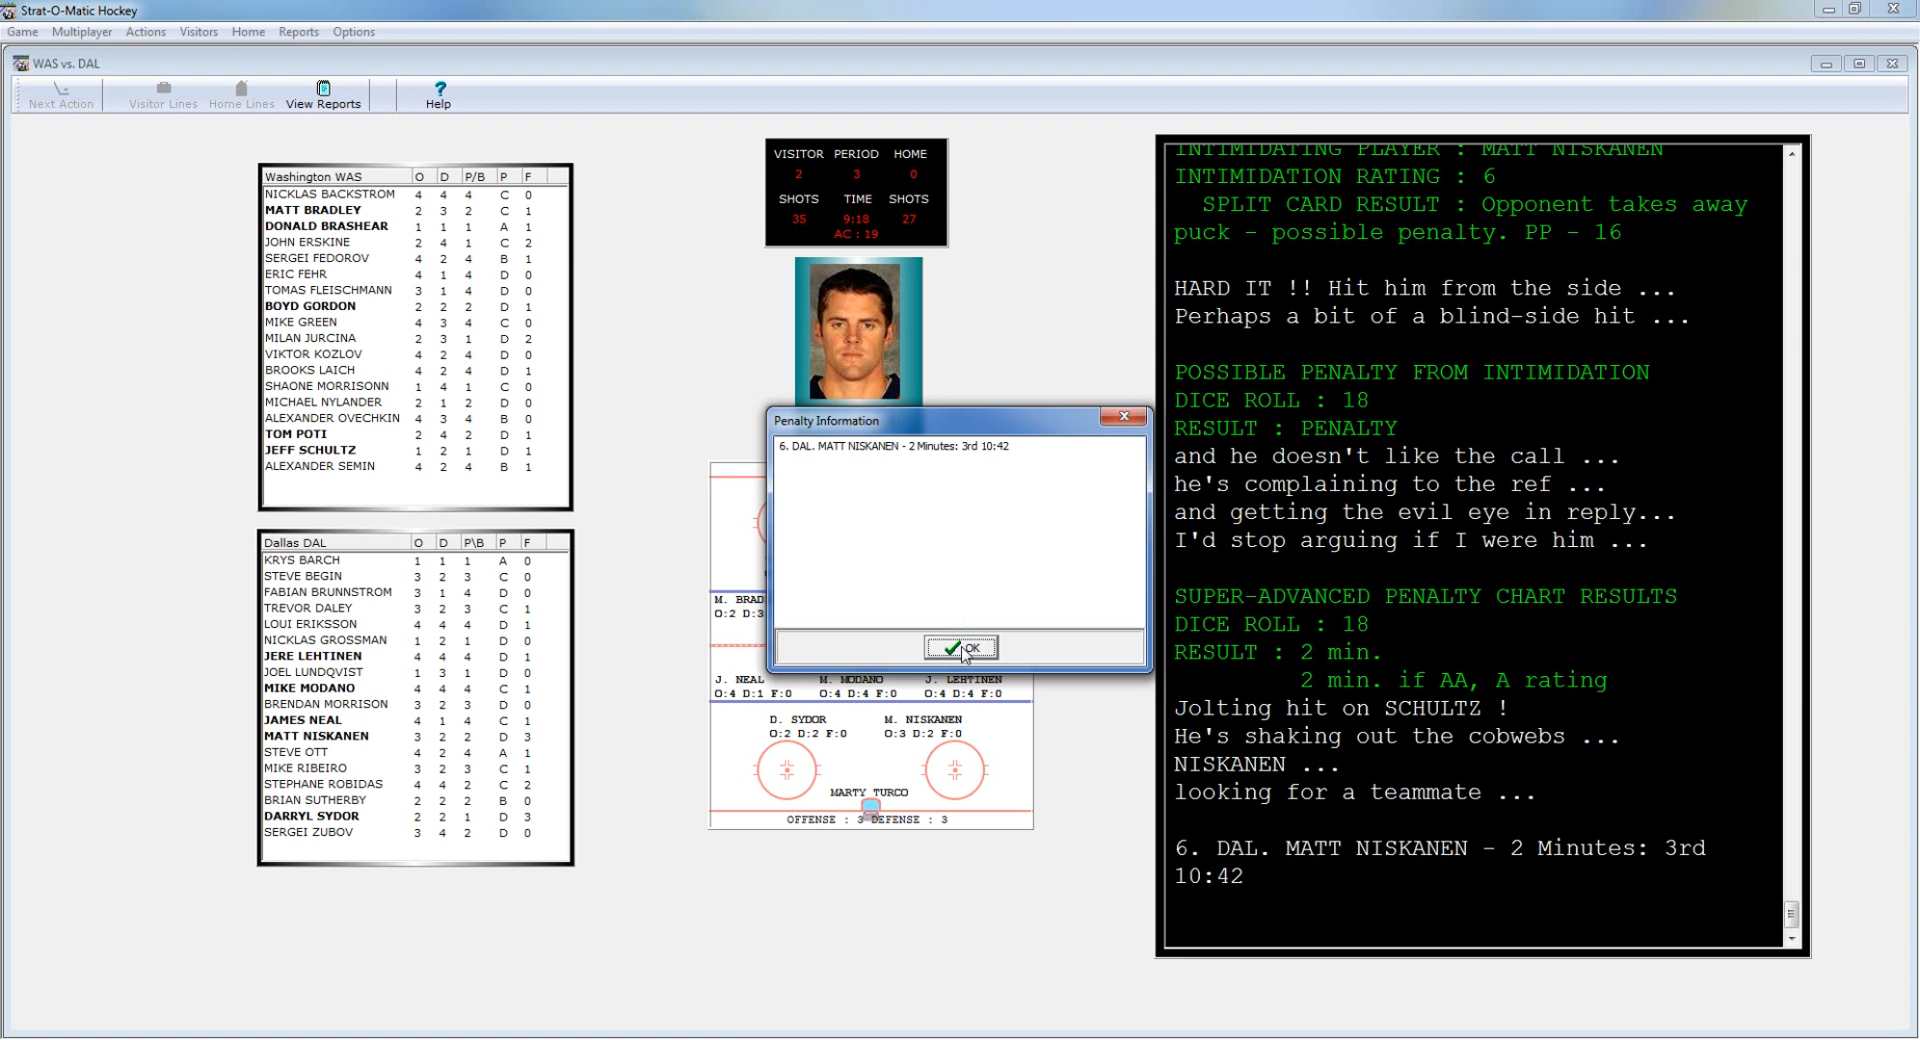 Strat-O-Matic Hockey
Game Multiplayer Actions Visitors Home Reports Options
WAS vs. DAL
Next Action Visitor Lines Home Lines View Reports Help
Washington WAS O D P/B P F
NICKLAS BACKSTROM 4 4 4 C 0
MATT BRADLEY 2 3 2 C 1
DONALD BRASHEAR 1 1 1 A 1
JOHN ERSKINE 2 4 1 C 2
SERGEI FEDOROV 4 2 4 B 1
ERIC FEHR 4 1 4 D 0
TOMAS FLEISCHMANN 3 1 4 D 0
BOYD GORDON 2 2 2 D 1
MIKE GREEN 4 3 4 C 0
MILAN JURCINA 2 3 1 D 2
VIKTOR KOZLOV 4 2 4 D 0
BROOKS LAICH 4 2 4 D 1
SHAONE MORRISONN 1 4 1 C 0
MICHAEL NYLANDER 2 1 2 D 0
ALEXANDER OVECHKIN 4 3 4 B 0
TOM POTI 2 4 2 D 1
JEFF SCHULTZ 1 2 1 D 1
ALEXANDER SEMIN 4 2 4 B 1
Dallas DAL O D P\B P F
KRYS BARCH 1 1 1 A 0
STEVE BEGIN 3 2 3 C 0
FABIAN BRUNNSTROM 3 1 4 D 0
TREVOR DALEY 3 2 3 C 1
LOUI ERIKSSON 4 4 4 D 1
NICKLAS GROSSMAN 1 2 1 D 0
JERE LEHTINEN 4 4 4 D 1
JOEL LUNDQVIST 1 3 1 D 0
MIKE MODANO 4 4 4 C 1
BRENDAN MORRISON 3 2 3 D 0
JAMES NEAL 4 1 4 C 1
MATT NISKANEN 3 2 2 D 3
STEVE OTT 4 2 4 A 1
MIKE RIBEIRO 3 2 3 C 1
STEPHANE ROBIDAS 4 4 2 C 2
BRIAN SUTHERBY 2 2 2 B 0
DARRYL SYDOR 2 2 1 D 3
SERGEI ZUBOV 3 4 2 D 0
VISITOR PERIOD HOME
2 3 0
SHOTS TIME SHOTS
35 9:18 27
AC : 19
Penalty Information
6. DAL. MATT NISKANEN - 2 Minutes: 3rd 10:42
OK
M. BRAD
O:2 D:3
J. NEAL M. MODANO J. LEHTINEN
O:4 D:1 F:0 O:4 D:4 F:0 O:4 D:4 F:0
D. SYDOR M. NISKANEN
O:2 D:2 F:0 O:3 D:2 F:0
MARTY TURCO
OFFENSE : 3 DEFENSE : 3
INTIMIDATING PLAYER : MATT NISKANEN
INTIMIDATION RATING : 6
SPLIT CARD RESULT : Opponent takes away
puck - possible penalty. PP - 16
HARD IT !! Hit him from the side ...
Perhaps a bit of a blind-side hit ...
POSSIBLE PENALTY FROM INTIMIDATION
DICE ROLL : 18
RESULT : PENALTY
and he doesn't like the call ...
he's complaining to the ref ...
and getting the evil eye in reply...
I'd stop arguing if I were him ...
SUPER-ADVANCED PENALTY CHART RESULTS
DICE ROLL : 18
RESULT : 2 min.
2 min. if AA, A rating
Jolting hit on SCHULTZ !
He's shaking out the cobwebs ...
NISKANEN ...
looking for a teammate ...
6. DAL. MATT NISKANEN - 2 Minutes: 3rd
10:42